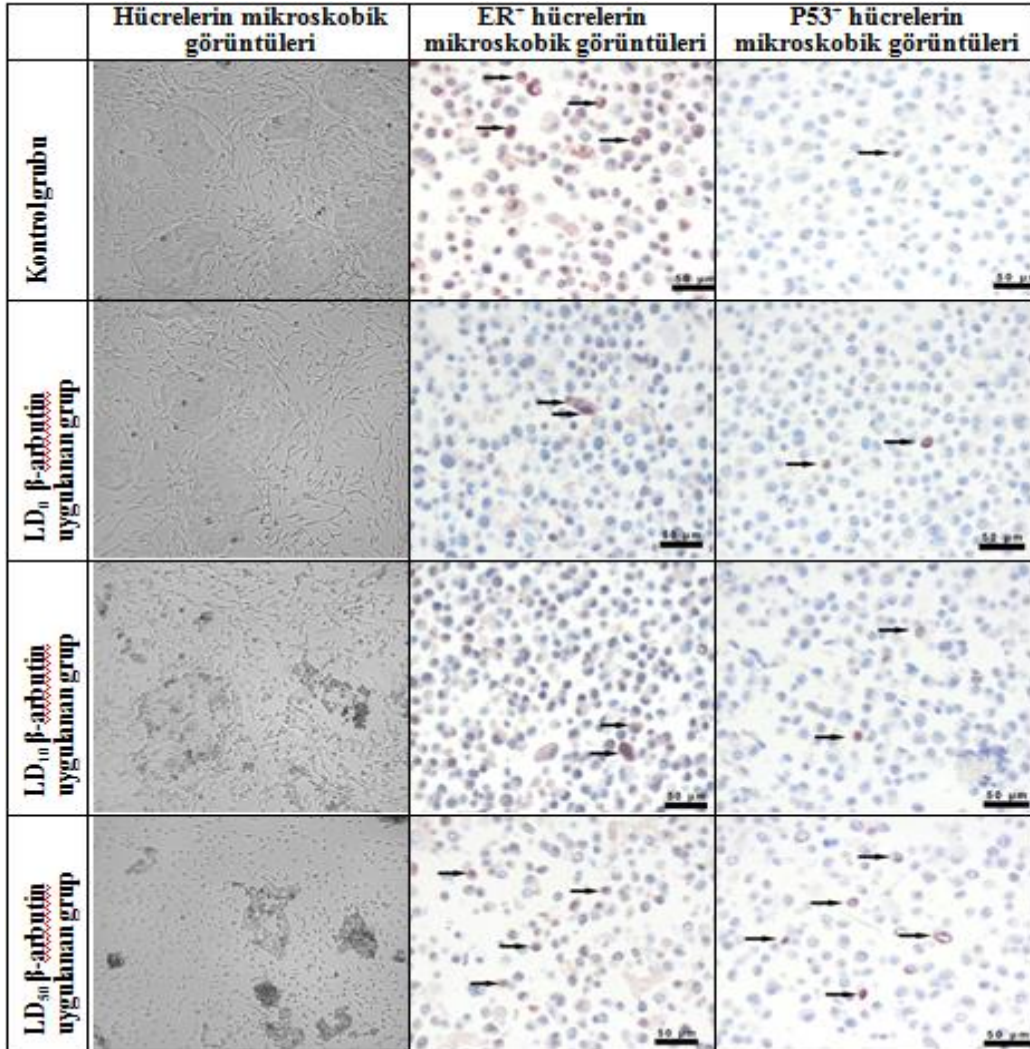 Hücrelerin mikroskobik
görüntüleri
ER⁺ hücrelerin
mikroskobik görüntüleri
P53⁺ hücrelerin
mikroskobik görüntüleri
Kontrolgrubu
50 µm
50 µm
LD₀ β-arbutin
uygulanan grup
50 µm
50 µm
LD₁₀ β-arbutin
uygulanan grup
50 µm
50 µm
LD₅₀ β-arbutin
uygulanan grup
50 µm
50 µm